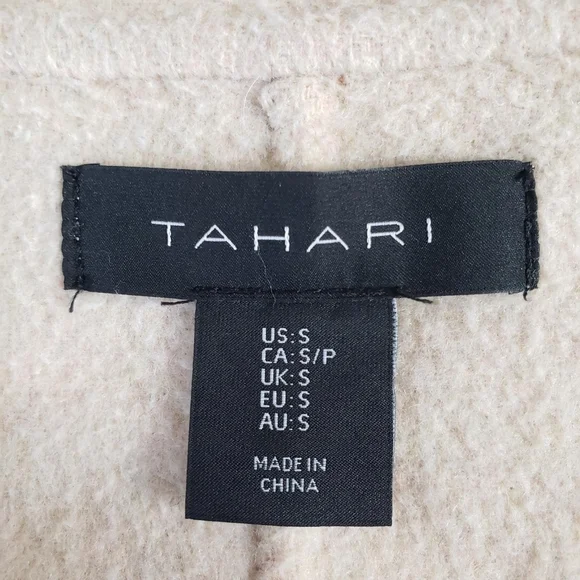 TAHARI
US: S
CA: S/P
UK: S
EU: S
AU: S
MADE IN
CHINA